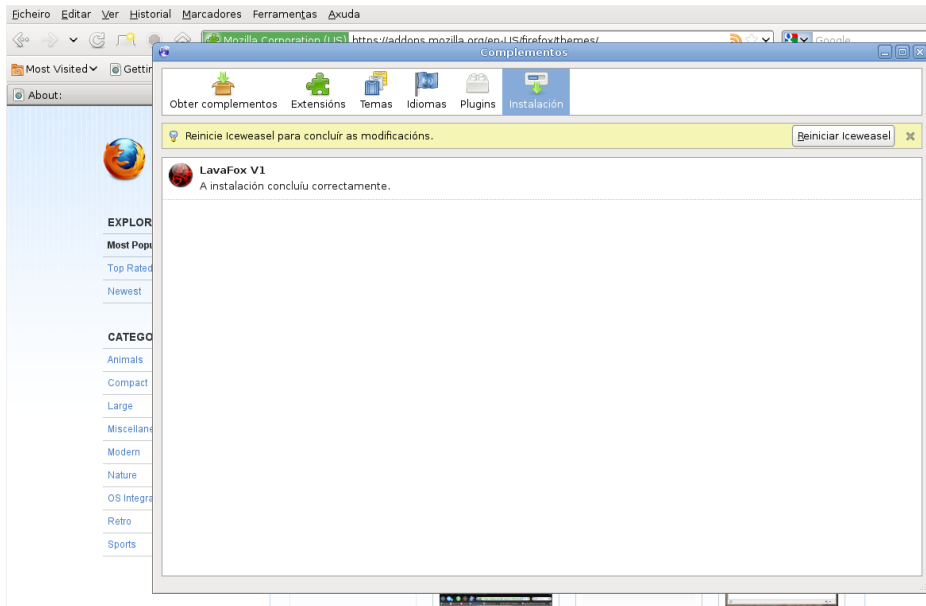 Ficheiro Editar Ver Historial Marcadores Ferramentas Axuda
Mozilla Corporation (US) https://addons.mozilla.org/en-US/firefox/themes/ Google
Complementos
Most Visited Gettin
About:
Obter complementos Extensións Temas Idiomas Plugins Instalación
Reinicie Iceweasel para concluír as modificacións. Reiniciar Iceweasel
LavaFox V1
A instalación concluíu correctamente.
EXPLOR
Most Popu
Top Rated
Newest
CATEGO
Animals
Compact
Large
Miscellane
Modern
Nature
OS Integra
Retro
Sports